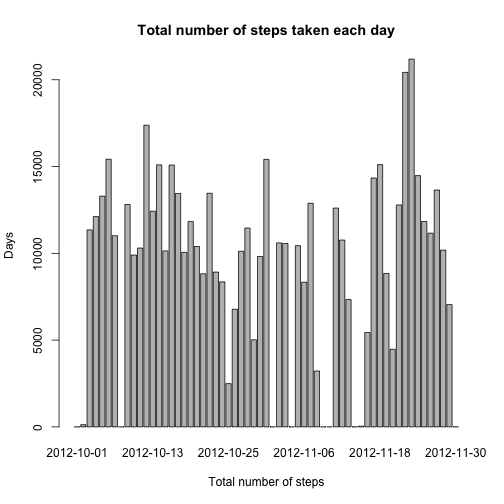 Total number of steps taken each day
20000
15000
10000
5000
0
Days
2012-10-01 2012-10-13 2012-10-25 2012-11-06 2012-11-18 2012-11-30
Total number of steps